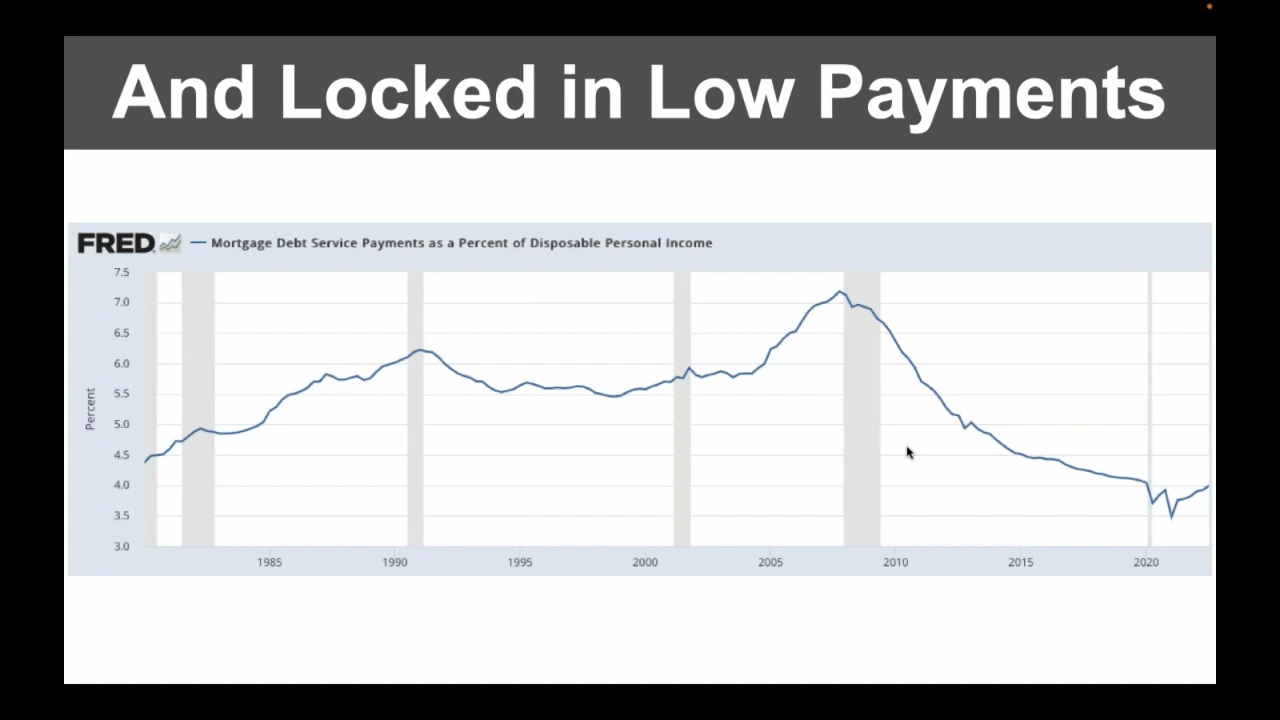 And Locked in Low Payments
FRED
Mortgage Debt Service Payments as a Percent of Disposable Personal Income
7.5
7.0
6.5
6.0
5.5
5.0
4.5
4.0
3.5
3.0
Percent
1985 1990 1995 2000 2005 2010 2015 2020